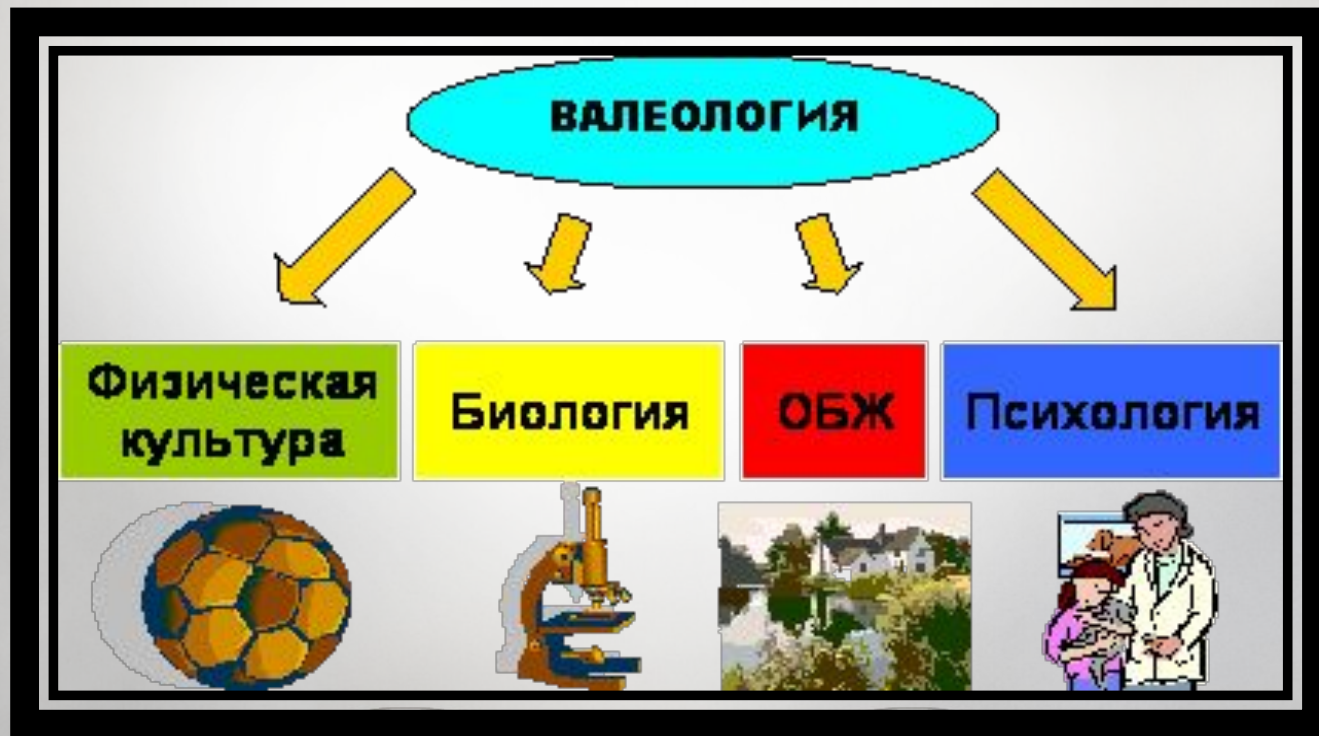 ВАЛЕОЛОГИЯ
Физическая
культура
Биология
ОБЖ
Психология